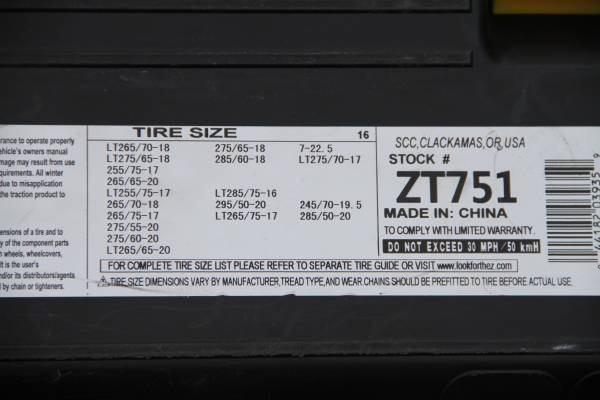 rance to operate properly
ehicle's owners manual
mage may result from use
quirements. All winter
due to misapplication
he traction product to
ensions of a tire and to
y of the component parts
n wheels, wheelcovers,
It is the user's
nd/or its distributors/agents
l by chain or tighteners.
TIRE SIZE 16
LT265/70-18 275/65-18 7-22.5
LT275/65-18 285/60-18 LT275/70-17
255/75-17
265/65-20
LT255/75-17 LT285/75-16
265/70-18 295/50-20 245/70-19.5
265/75-17 LT265/75-17 285/50-20
275/55-20
275/60-20
LT265/65-20
FOR COMPLETE TIRE SIZE LIST PLEASE REFER TO SEPARATE TIRE GUIDE OR VISIT www.lookforthez.com
TIRE SIZE DIMENSIONS VARY BY MANUFACTURER,TREAD TYPE,AND WEAR CHAINS SHOULD BE PREFITTED TO TIRE BEFORE ACTUAL USE.
SCC,CLACKAMAS,OR,USA
STOCK #
ZT751
MADE IN: CHINA
TO COMPLY WITH LIMITED WARRANTY.
DO NOT EXCEED 30 MPH/50 kmH
44182 03935 9